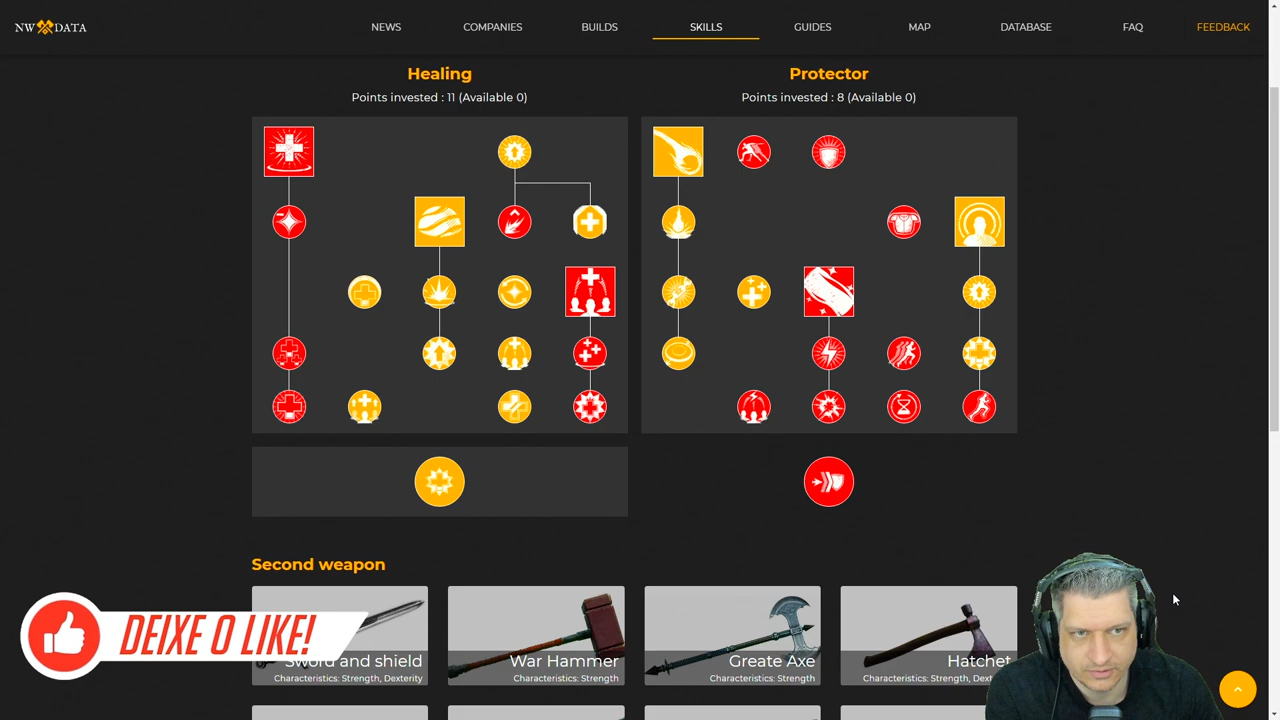 NW DATA
NEWS
COMPANIES
BUILDS
SKILLS
GUIDES
MAP
DATABASE
FAQ
FEEDBACK
Healing
Points invested : 11 (Available 0)
Protector
Points invested : 8 (Available 0)
Second weapon
DEIXE O LIKE!
Sword and shield
Characteristics: Strength, Dexterity
War Hammer
Characteristics: Strength
Greate Axe
Characteristics: Strength
Hatchet
Characteristics: Strength,